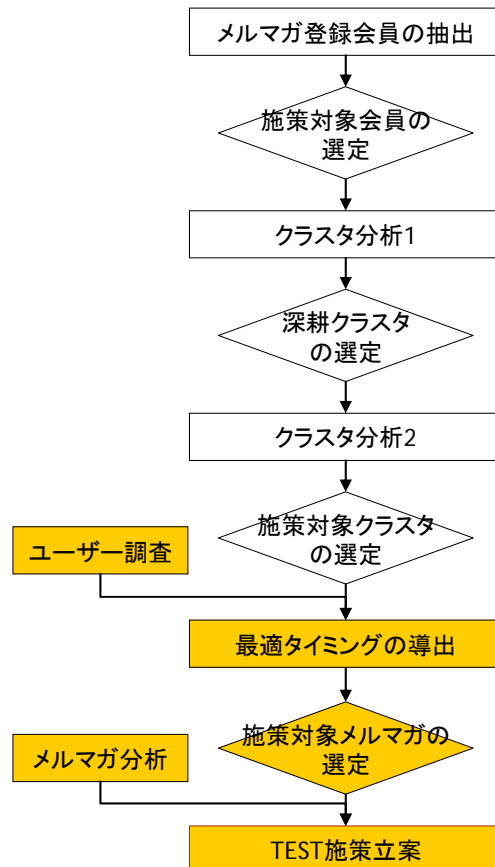 メルマガ登録会員の抽出
施策対象会員の
選定
クラスタ分析1
深耕クラスタ
の選定
クラスタ分析2
施策対象クラスタ
の選定
ユーザー調査
最適タイミングの導出
施策対象メルマガの
選定
メルマガ分析
TEST施策立案